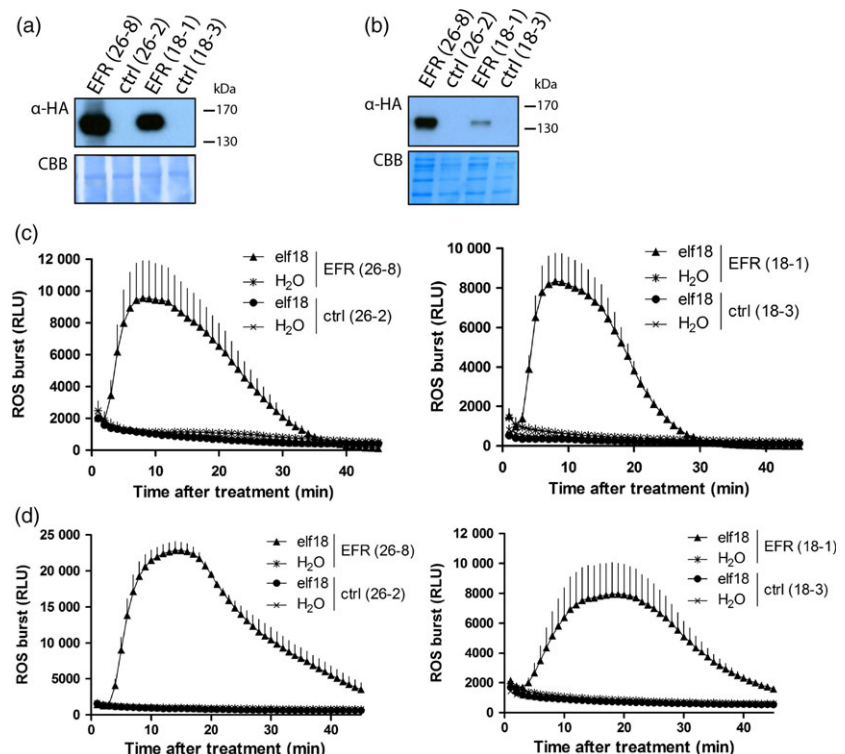 (a)
EFR (26-8)
ctrl (26-2)
EFR (18-1)
ctrl (18-3)
kDa
α-HA
170
130
CBB
(b)
EFR (26-8)
ctrl (26-2)
EFR (18-1)
ctrl (18-3)
kDa
α-HA
170
130
CBB
(c)
12 000
10 000
8000
6000
4000
2000
0
ROS burst (RLU)
0 10 20 30 40
Time after treatment (min)
elf18
H2O
EFR (26-8)
elf18
H2O
ctrl (26-2)
10 000
8000
6000
4000
2000
0
ROS burst (RLU)
0 10 20 30 40
Time after treatment (min)
elf18
H2O
EFR (18-1)
elf18
H2O
ctrl (18-3)
(d)
25 000
20 000
15 000
10 000
5000
0
ROS burst (RLU)
0 10 20 30 40
Time after treatment (min)
elf18
H2O
EFR (26-8)
elf18
H2O
ctrl (26-2)
12 000
10 000
8000
6000
4000
2000
0
ROS burst (RLU)
0 10 20 30 40
Time after treatment (min)
elf18
H2O
EFR (18-1)
elf18
H2O
ctrl (18-3)